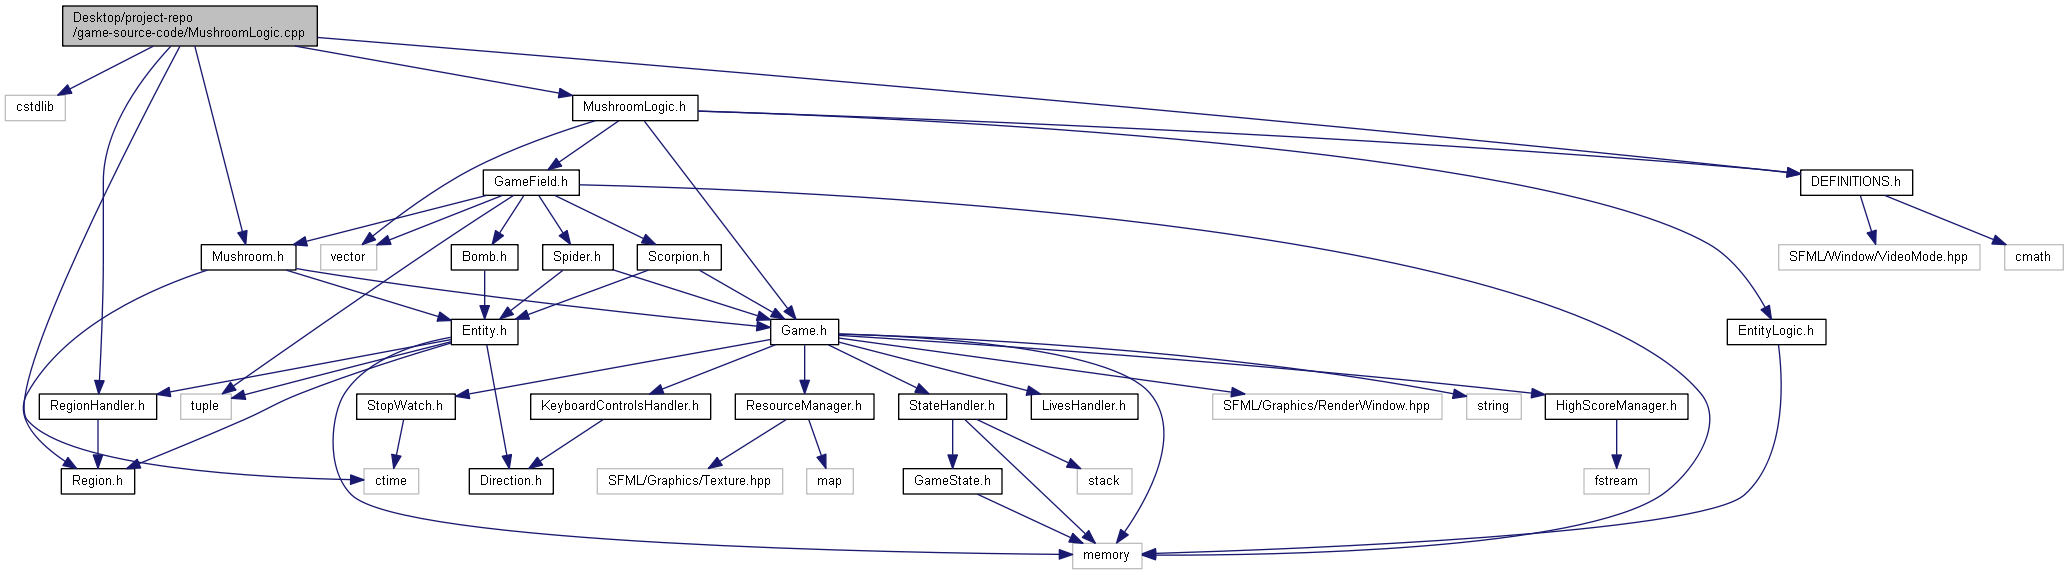 Desktop/project-repo
/game-source-code/MushroomLogic.cpp
cstdlib
MushroomLogic.h
GameField.h
DEFINITIONS.h
Mushroom.h
vector
Bomb.h
Spider.h
Scorpion.h
SFML/Window/VideoMode.hpp
cmath
Entity.h
Game.h
EntityLogic.h
RegionHandler.h
tuple
StopWatch.h
KeyboardControlsHandler.h
ResourceManager.h
StateHandler.h
LivesHandler.h
SFML/Graphics/RenderWindow.hpp
string
HighScoreManager.h
Region.h
ctime
Direction.h
SFML/Graphics/Texture.hpp
map
GameState.h
stack
fstream
memory